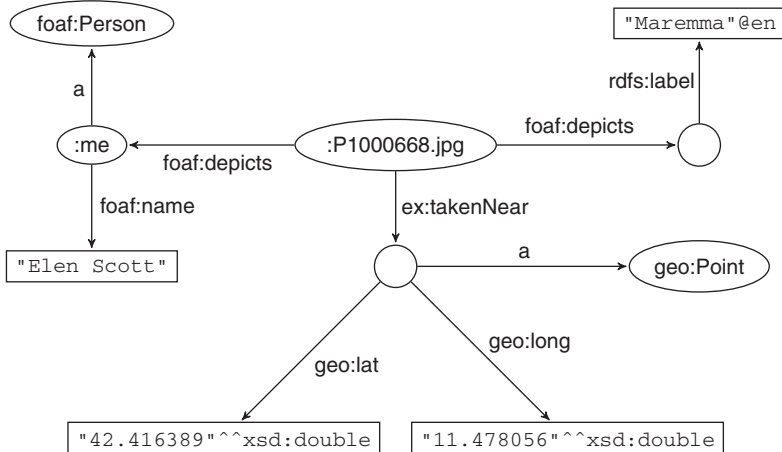 foaf:Person
"Maremma"@en
a
rdfs:label
:me
foaf:depicts
:P1000668.jpg
foaf:depicts
foaf:name
ex:takenNear
"Elen Scott"
a
geo:Point
geo:lat
geo:long
"42.416389"^^xsd:double
"11.478056"^^xsd:double